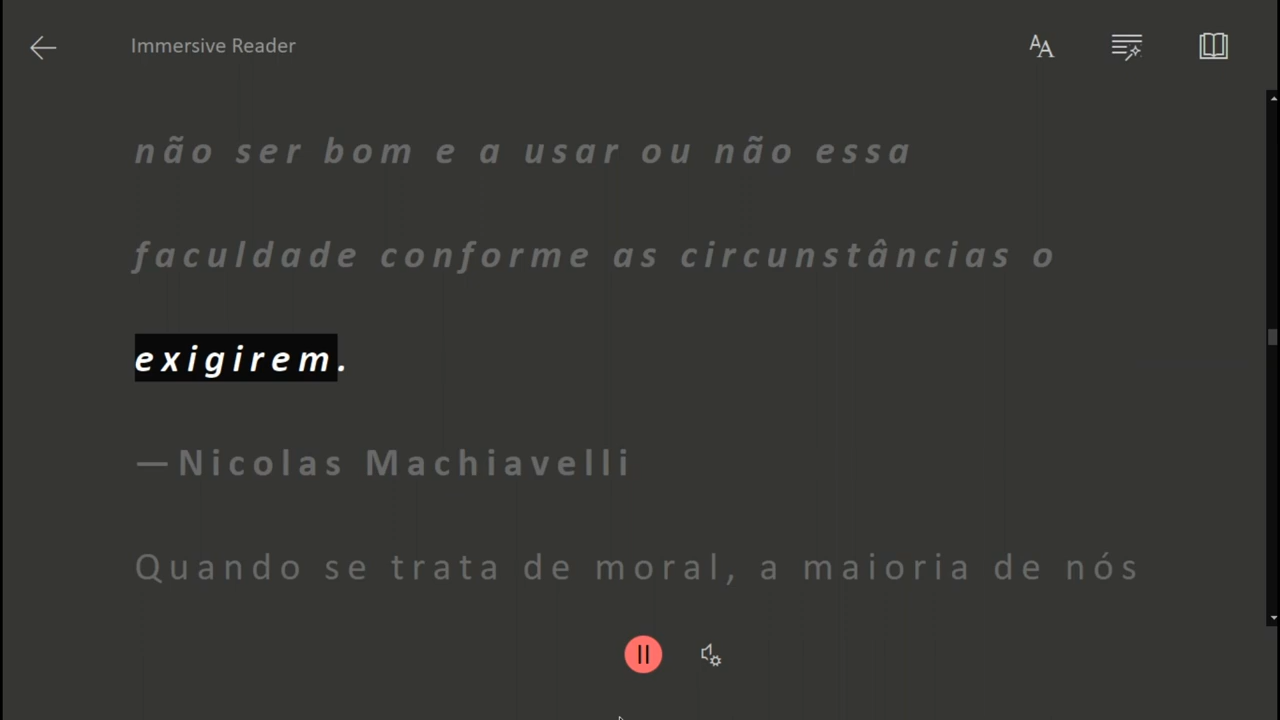 Immersive Reader
não ser bom e a usar ou não essa
faculdade conforme as circunstâncias o
exigirem.
—Nicolas Machiavelli
Quando se trata de moral, a maioria de nós